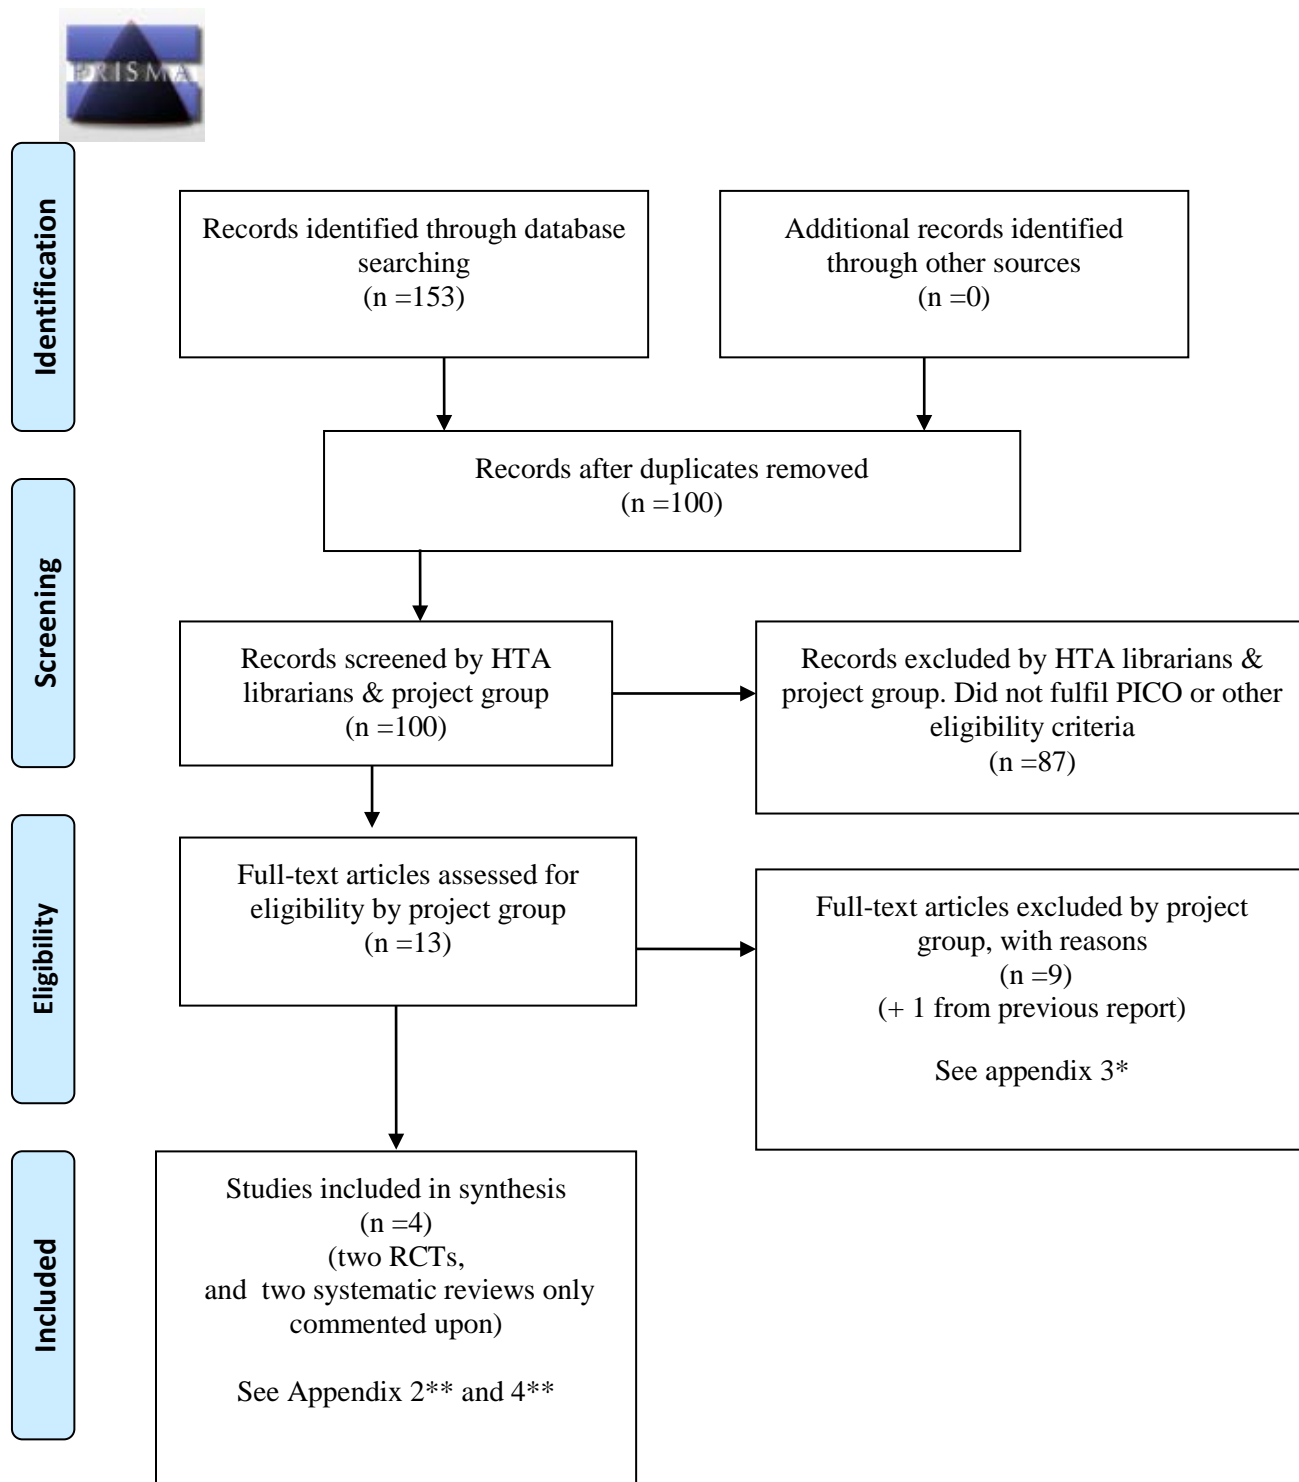 PRISMA
Identification
Records identified through database
searching
(n =153)
Additional records identified
through other sources
(n =0)
Records after duplicates removed
(n =100)
Screening
Records screened by HTA
librarians & project group
(n =100)
Records excluded by HTA librarians &
project group. Did not fulfil PICO or other
eligibility criteria
(n =87)
Eligibility
Full-text articles assessed for
eligibility by project group
(n =13)
Full-text articles excluded by project
group, with reasons
(n =9)
(+ 1 from previous report)
See appendix 3*
Included
Studies included in synthesis
(n =4)
(two RCTs,
and  two systematic reviews only
commented upon)
See Appendix 2** and 4**